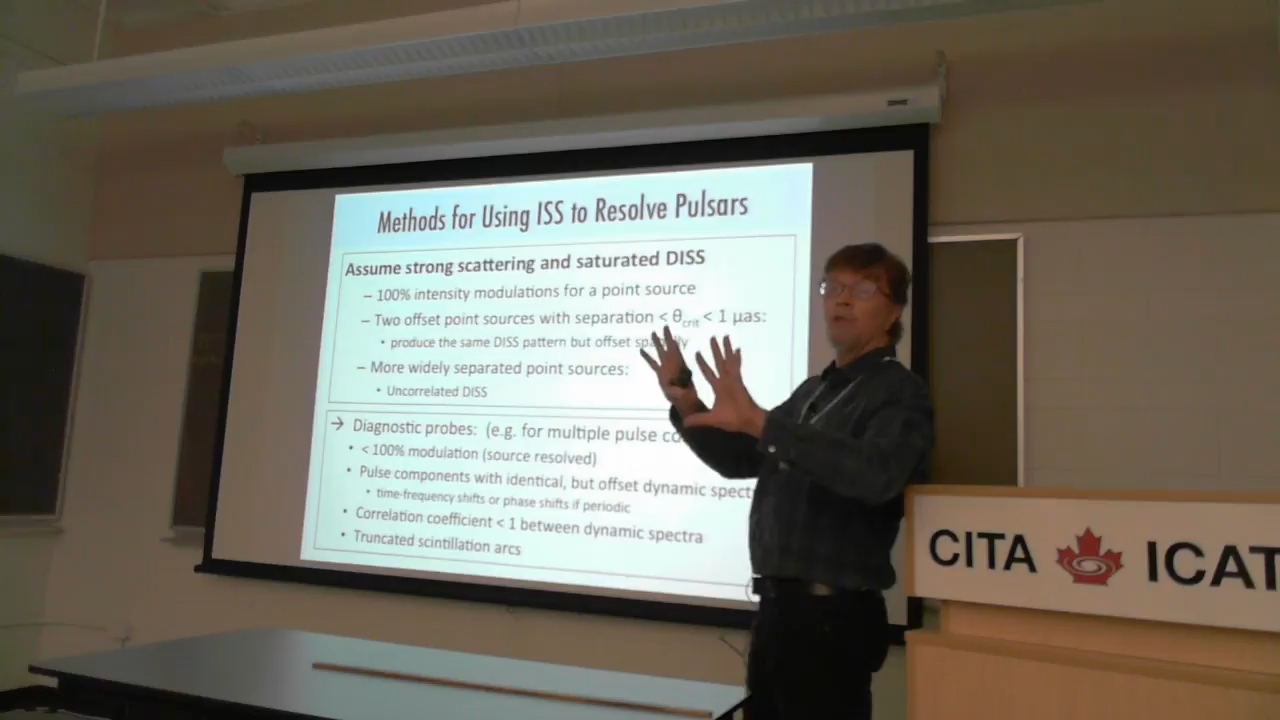 Methods for Using ISS to Resolve Pulsars
Assume strong scattering and saturated DISS
– 100% intensity modulations for a point source
– Two offset point sources with separation < θcrit < 1 μas:
• produce the same DISS pattern but offset
– More widely separated point sources:
• Uncorrelated DISS
→ Diagnostic probes: (e.g. for multiple pulse
• < 100% modulation (source resolved)
• Pulse components with identical, but offset dynamic
• time-frequency shifts or phase shifts if periodic
• Correlation coefficient < 1 between dynamic spectra
• Truncated scintillation arcs
CITA ICAT